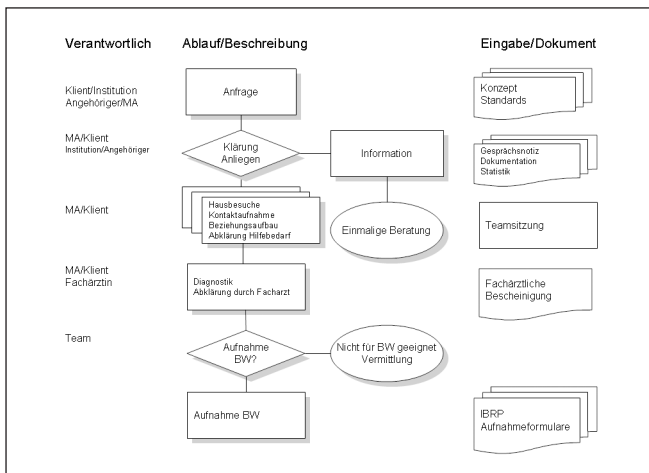 Verantwortlich
Ablauf/Beschreibung
Eingabe/Dokument
Klient/Institution
Angehöriger/MA
Anfrage
Konzept
Standards
MA/Klient
Institution/Angehöriger
Klärung
Anliegen
Information
Gesprächsnotiz
Dokumentation
Statistik
MA/Klient
Hausbesuche
Kontaktaufnahme
Beziehungsaufbau
Abklärung Hilfebedarf
Einmalige Beratung
Teamsitzung
MA/Klient
Fachärztin
Diagnostik
Abklärung durch Facharzt
Fachärztliche
Bescheinigung
Team
Aufnahme
BW?
Nicht für BW geeignet
Vermittlung
Aufnahme BW
IBRP
Aufnahmeformulare